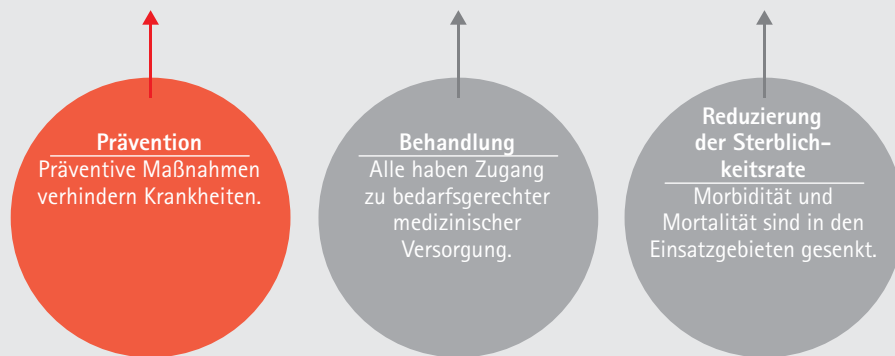 Prävention
Präventive Maßnahmen
verhindern Krankheiten.
Behandlung
Alle haben Zugang
zu bedarfsgerechter
medizinischer
Versorgung.
Reduzierung
der Sterblich-
keitsrate
Morbidität und
Mortalität sind in den
Einsatzgebieten gesenkt.